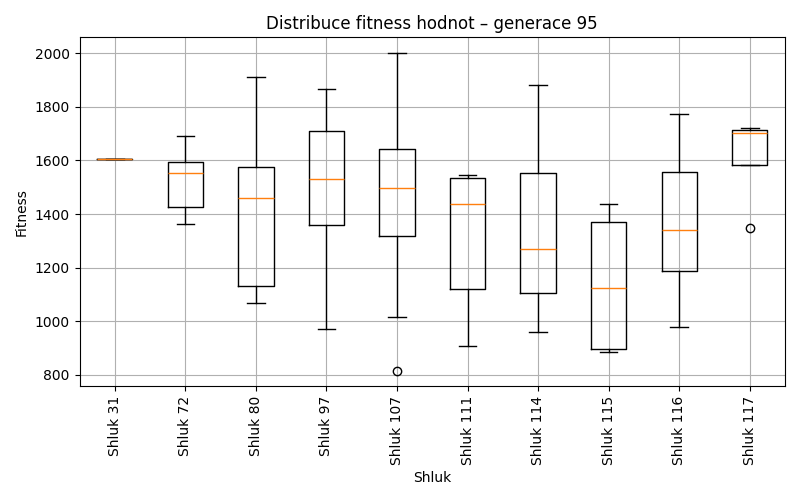 Distribuce fitness hodnot – generace 95
Fitness
2000
1800
1600
1400
1200
1000
800
Shluk 31
Shluk 72
Shluk 80
Shluk 97
Shluk 107
Shluk 111
Shluk 114
Shluk 115
Shluk 116
Shluk 117
Shluk